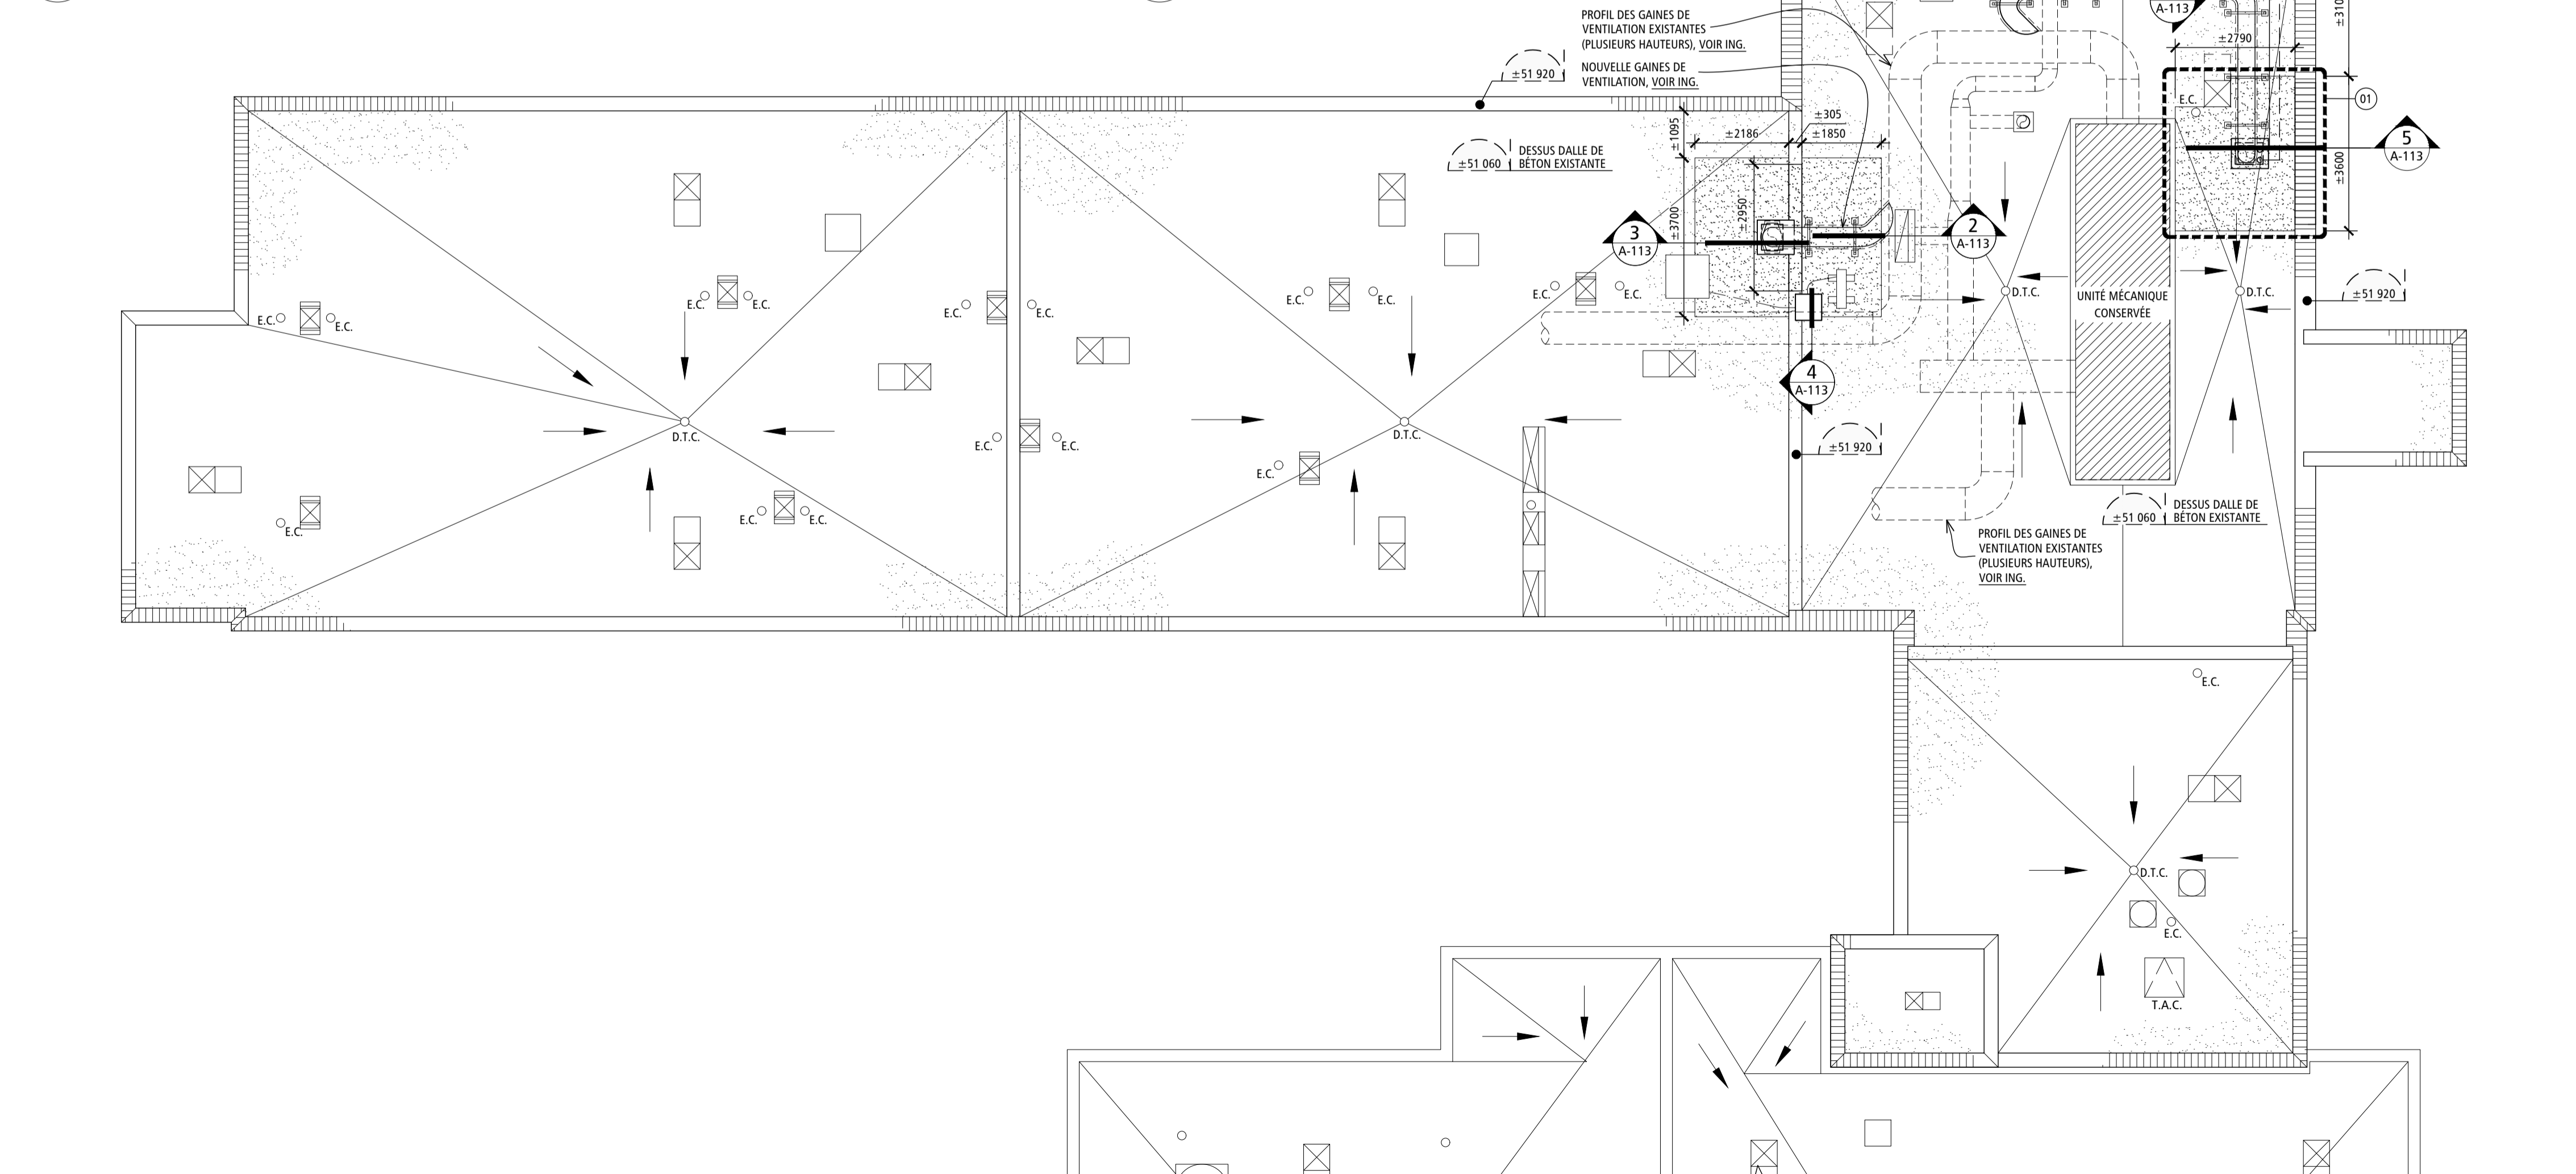 PROFIL DES GAINES DE
VENTILATION EXISTANTES
(PLUSIEURS HAUTEURS), VOIR ING.
NOUVELLE GAINES DE
VENTILATION, VOIR ING.
±51 920
±51 060
DESSUS DALLE DE
BÉTON EXISTANTE
A-113
±2790
±310
E.C.
01
5
A-113
±3600
±1095
±2186
±305
±1850
±3700
±2950
3
A-113
2
A-113
4
A-113
D.T.C.
UNITÉ MÉCANIQUE
CONSERVÉE
D.T.C.
±51 920
±51 920
E.C.
E.C.
E.C.
E.C.
E.C.
E.C.
E.C.
E.C.
E.C.
E.C.
D.T.C.
E.C.
E.C.
D.T.C.
E.C.
E.C.
E.C.
E.C.
±51 060
DESSUS DALLE DE
BÉTON EXISTANTE
PROFIL DES GAINES DE
VENTILATION EXISTANTES
(PLUSIEURS HAUTEURS),
VOIR ING.
E.C.
D.T.C.
E.C.
T.A.C.